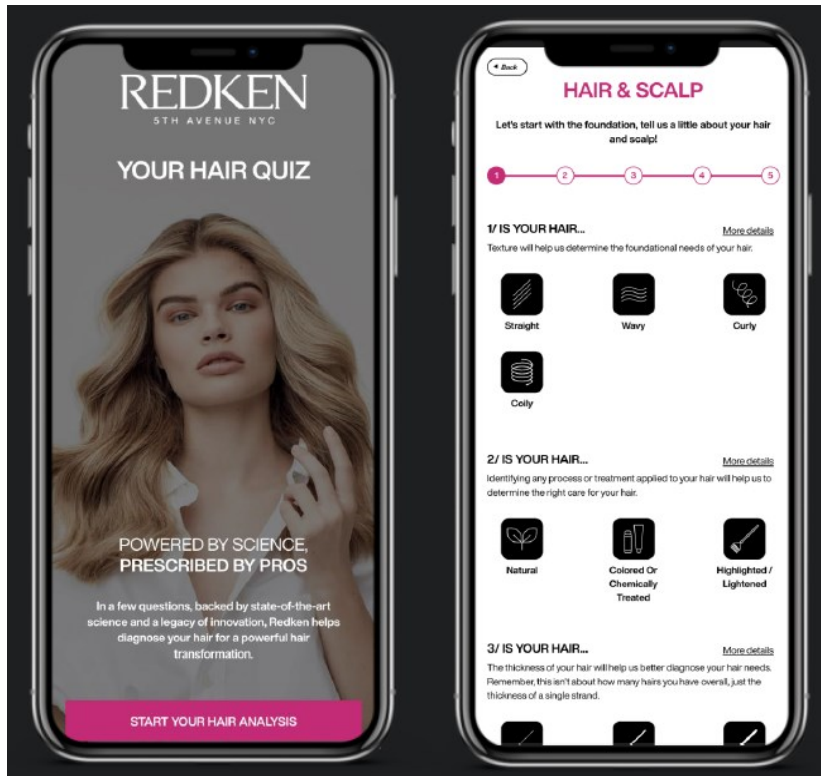 REDKEN
5TH AVENUE NYC
YOUR HAIR QUIZ
POWERED BY SCIENCE,
PRESCRIBED BY PROS
In a few questions, backed by state-of-the-art
science and a legacy of innovation, Redken helps
diagnose your hair for a powerful hair
transformation.
START YOUR HAIR ANALYSIS
Back
HAIR & SCALP
Let's start with the foundation, tell us a little about your hair
and scalp!
1 2 3 4 5
1/ IS YOUR HAIR... More details
Texture will help us determine the foundational needs of your hair.
Straight Wavy Curly
Coily
2/ IS YOUR HAIR... More details
Identifying any process or treatment applied to your hair will help us to
determine the right care for your hair.
Natural Colored Or Highlighted /
Chemically Lightened
Treated
3/ IS YOUR HAIR... More details
The thickness of your hair will help us better diagnose your hair needs.
Remember, this isn't about how many hairs you have overall, just the
thickness of a single strand.